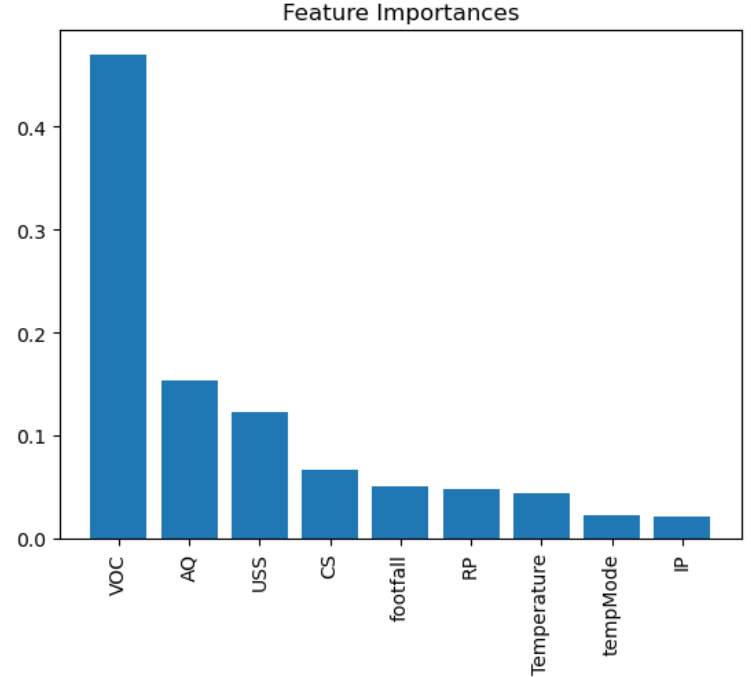 Feature Importances
0.4
0.3
0.2
0.1
0.0
VOC
AQ
USS
CS
footfall
RP
Temperature
tempMode
IP